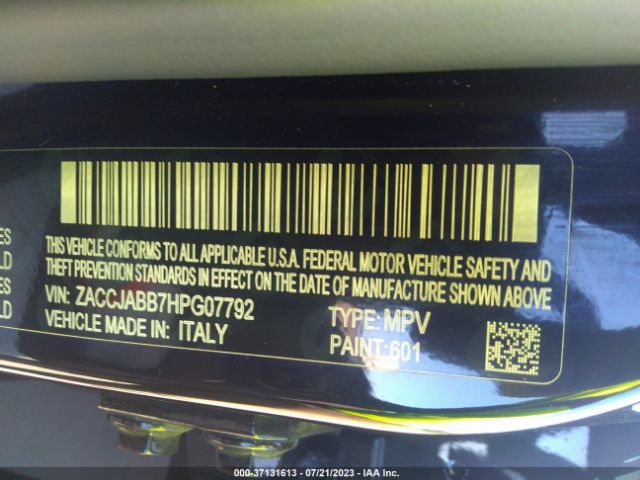 THIS VEHICLE CONFORMS TO ALL APPLICABLE U.S.A. FEDERAL MOTOR VEHICLE SAFETY AND
THEFT PREVENTION STANDARDS IN EFFECT ON THE DATE OF MANUFACTURE SHOWN ABOVE
VIN: ZACCJABB7HPG07792
TYPE: MPV
VEHICLE MADE IN: ITALY
PAINT: 601
000-37131613 - 07/21/2023 - IAA Inc.